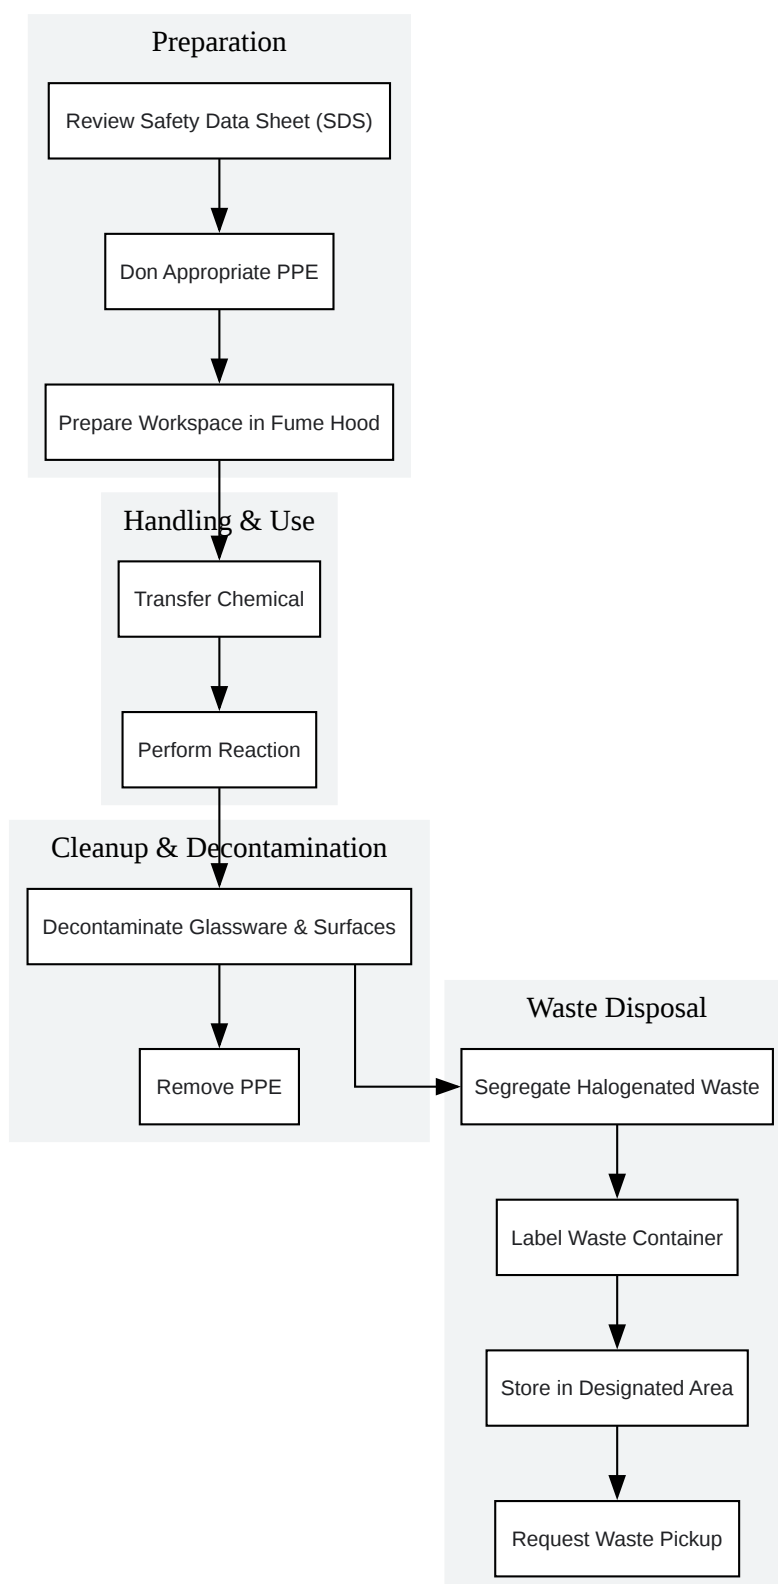 Preparation
Review Safety Data Sheet (SDS)
Don Appropriate PPE
Prepare Workspace in Fume Hood
Handling & Use
Transfer Chemical
Perform Reaction
Cleanup & Decontamination
Decontaminate Glassware & Surfaces
Remove PPE
Waste Disposal
Segregate Halogenated Waste
Label Waste Container
Store in Designated Area
Request Waste Pickup